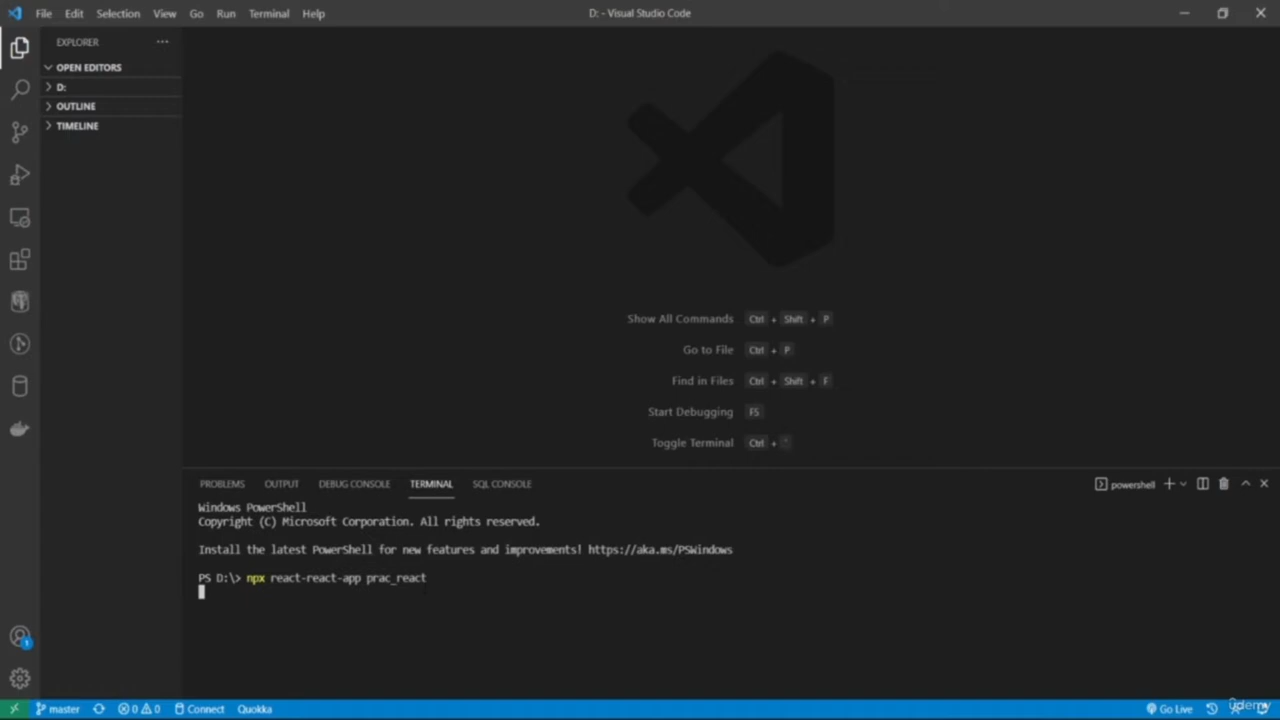 File Edit Selection View Go Run Terminal Help
D: - Visual Studio Code
EXPLORER
OPEN EDITORS
D:
OUTLINE
TIMELINE
Show All Commands Ctrl + Shift + P
Go to File Ctrl + P
Find in Files Ctrl + Shift + F
Start Debugging F5
Toggle Terminal Ctrl + `
PROBLEMS OUTPUT DEBUG CONSOLE TERMINAL SQL CONSOLE
powershell
Windows PowerShell
Copyright (C) Microsoft Corporation. All rights reserved.
Install the latest PowerShell for new features and improvements! https://aka.ms/PSWindows
PS D:\> npx react-react-app prac_react
1
master 0 0 Connect Quokka
Go Live
ûdemy